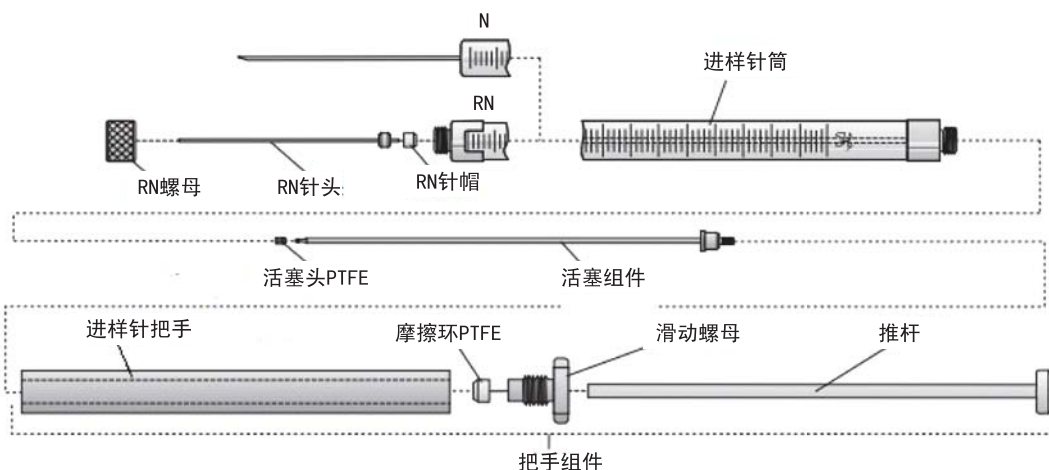 N
进样针筒
RN
RN螺母
RN针头
RN针帽
活塞头PTFE
活塞组件
进样针把手
摩擦环PTFE
滑动螺母
推杆
把手组件